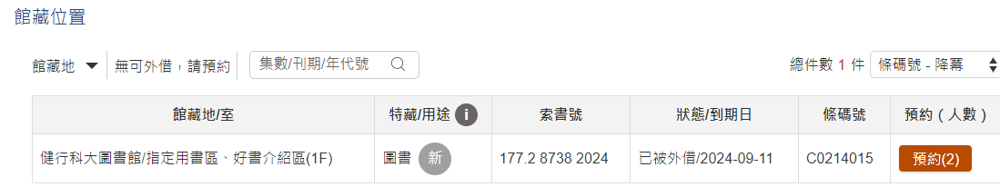 館藏位置
館藏地 無可外借，請預約 集數/刊期/年代號 總件數 1 件 條碼號 - 降冪
館藏地/室 特藏/用途 i 索書號 狀態/到期日 條碼號 預約 ( 人數 )
健行科大圖書館/指定用書區、好書介紹區(1F) 圖書 新 177.2 8738 2024 已被外借/2024-09-11 C0214015 預約(2)